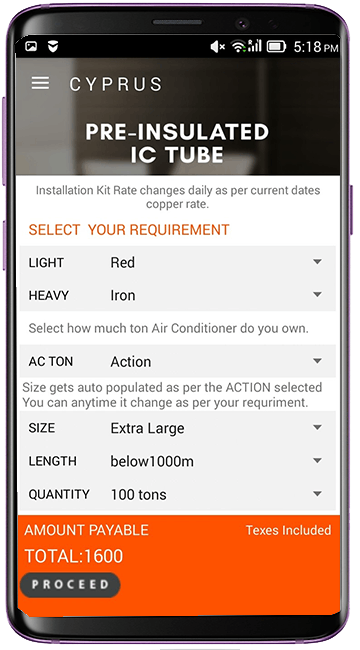 5:18 PM
CYPRUS
PRE-INSULATED
IC TUBE
Installation Kit Rate changes daily as per current dates
copper rate.
SELECT YOUR REQUIREMENT
LIGHT Red
HEAVY Iron
Select how much ton Air Conditioner do you own.
AC TON Action
Size gets auto populated as per the ACTION selected
You can anytime it change as per your requriment.
SIZE Extra Large
LENGTH below1000m
QUANTITY 100 tons
AMOUNT PAYABLE Texes Included
TOTAL:1600
PROCEED